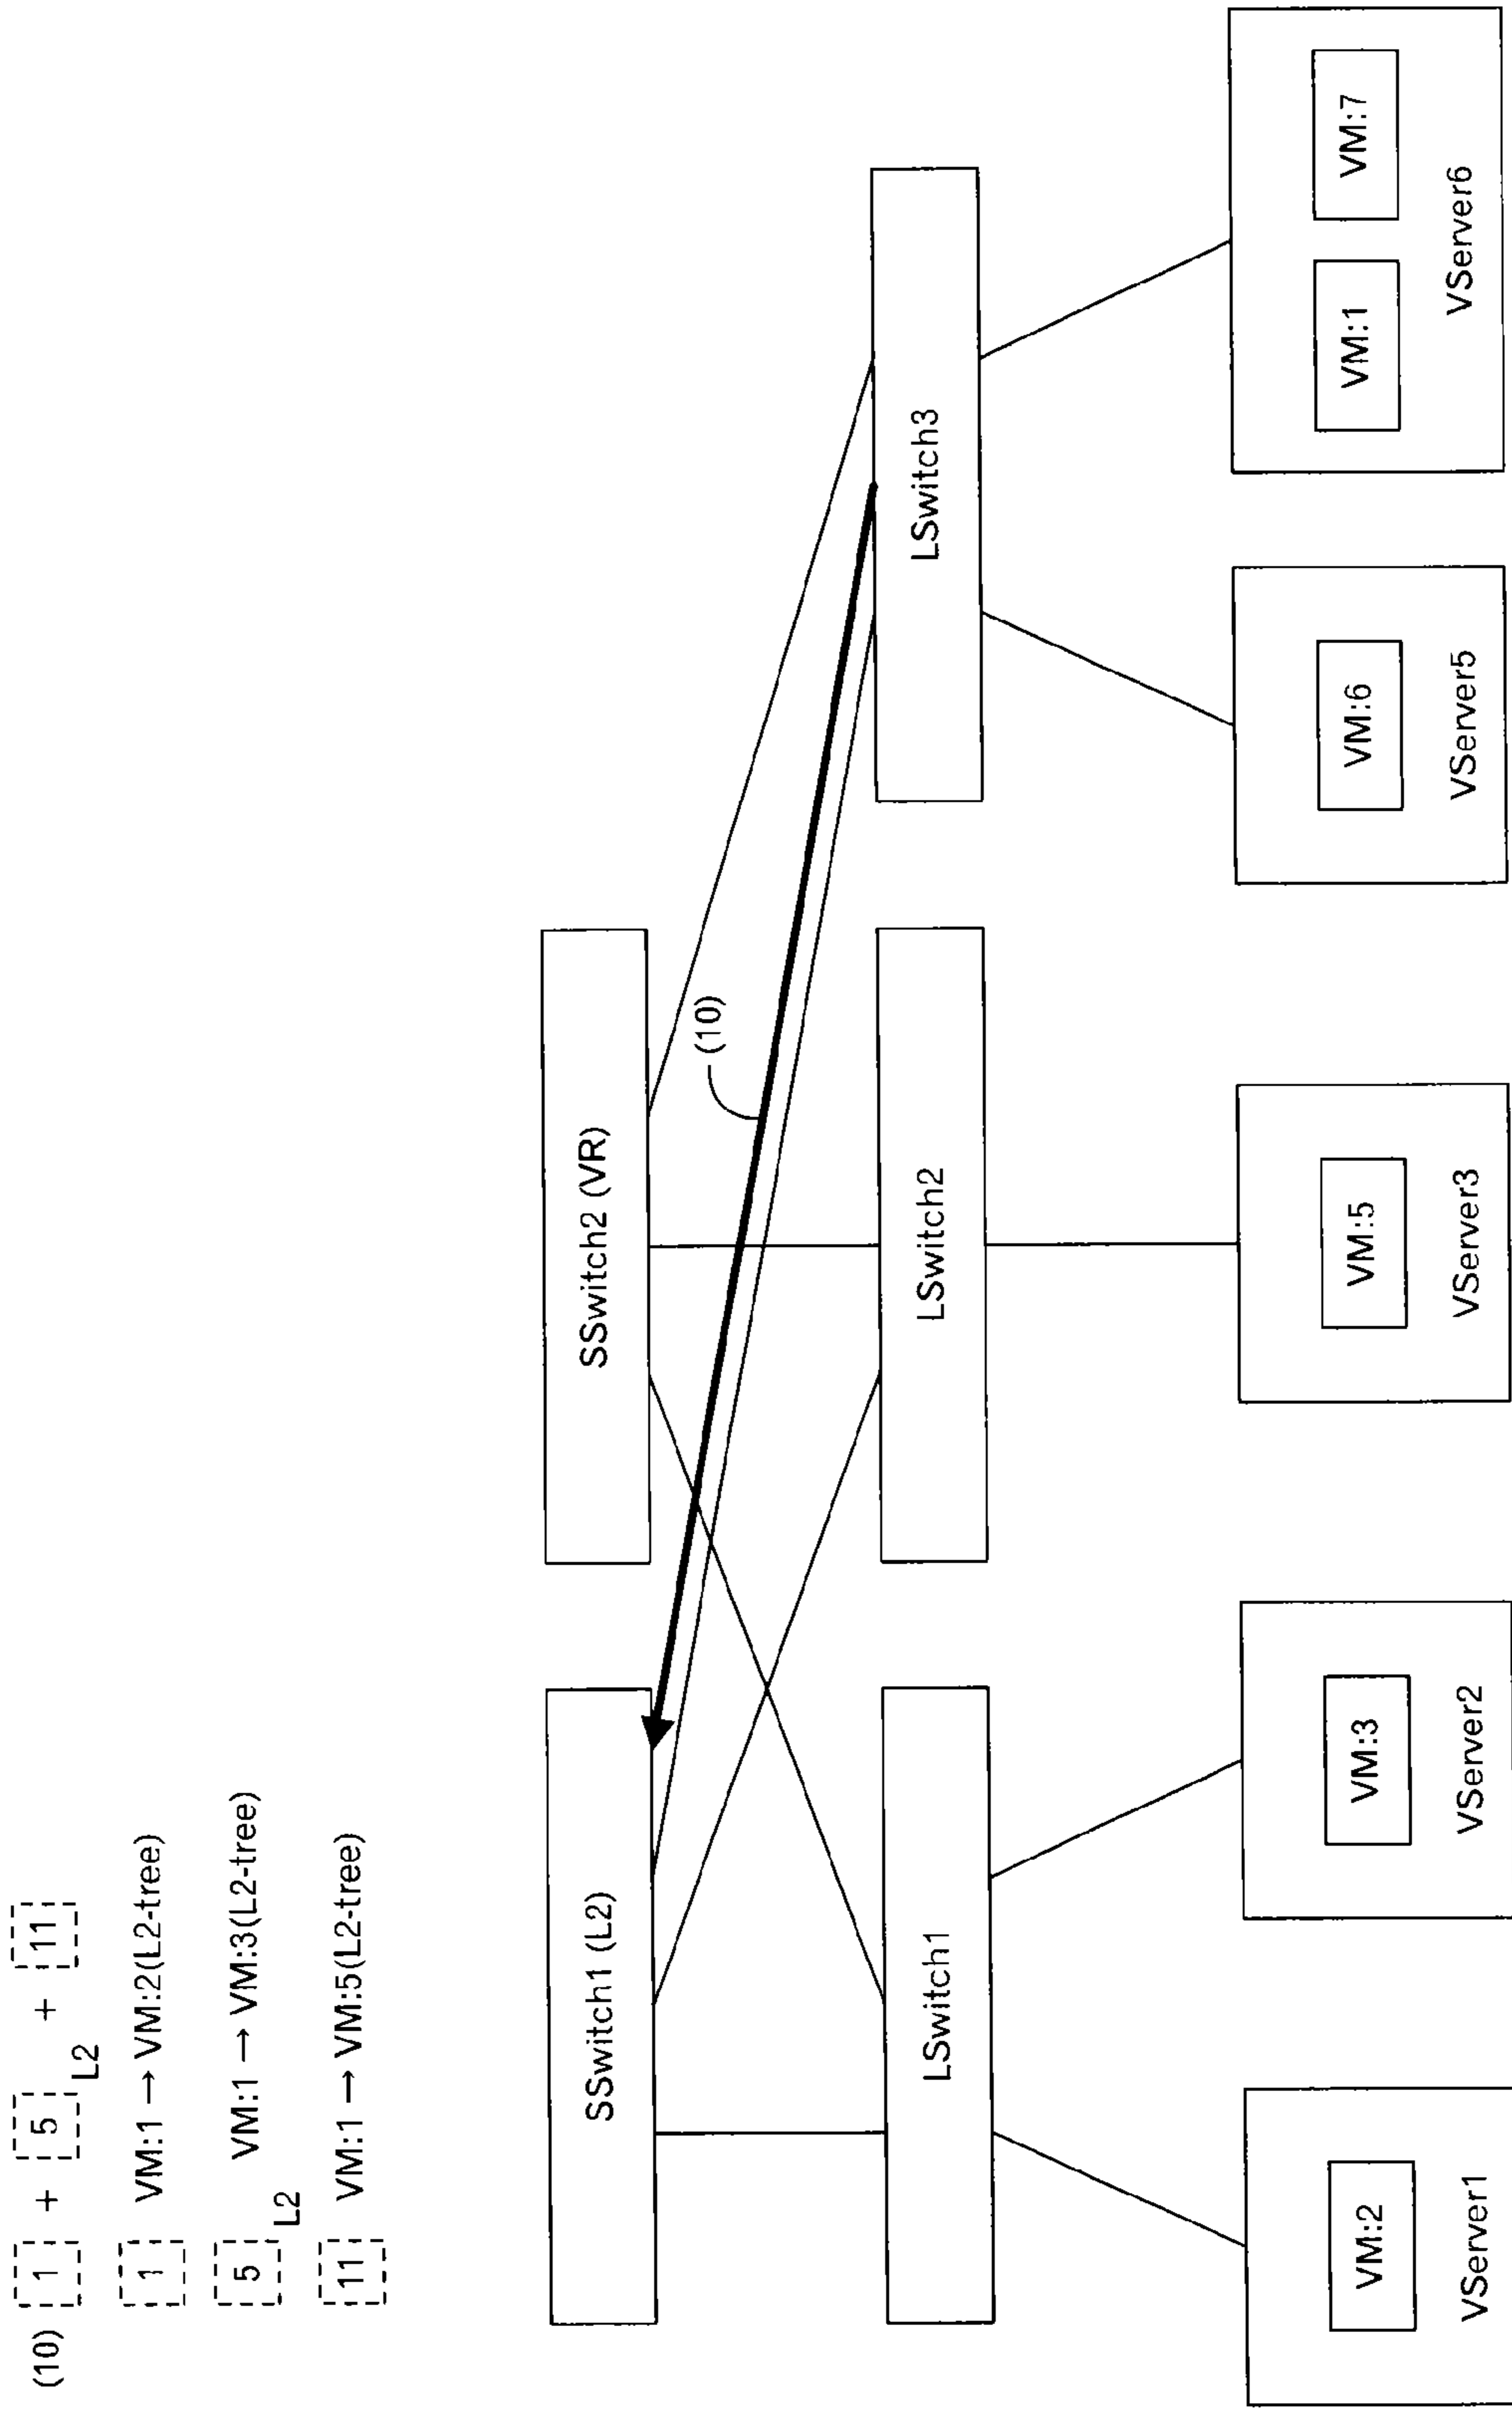 (10) 1 + 5 L2 + 11
1 VM:1 → VM:2(L2-tree)
5 L2 VM:1 → VM:3(L2-tree)
11 VM:1 → VM:5(L2-tree)
SSwitch1 (L2)
SSwitch2 (VR)
(10)
LSwitch1
LSwitch2
LSwitch3
VM:2
VM:3
VM:5
VM:6
VM:1
VM:7
VServer1
VServer2
VServer3
VServer5
VServer6